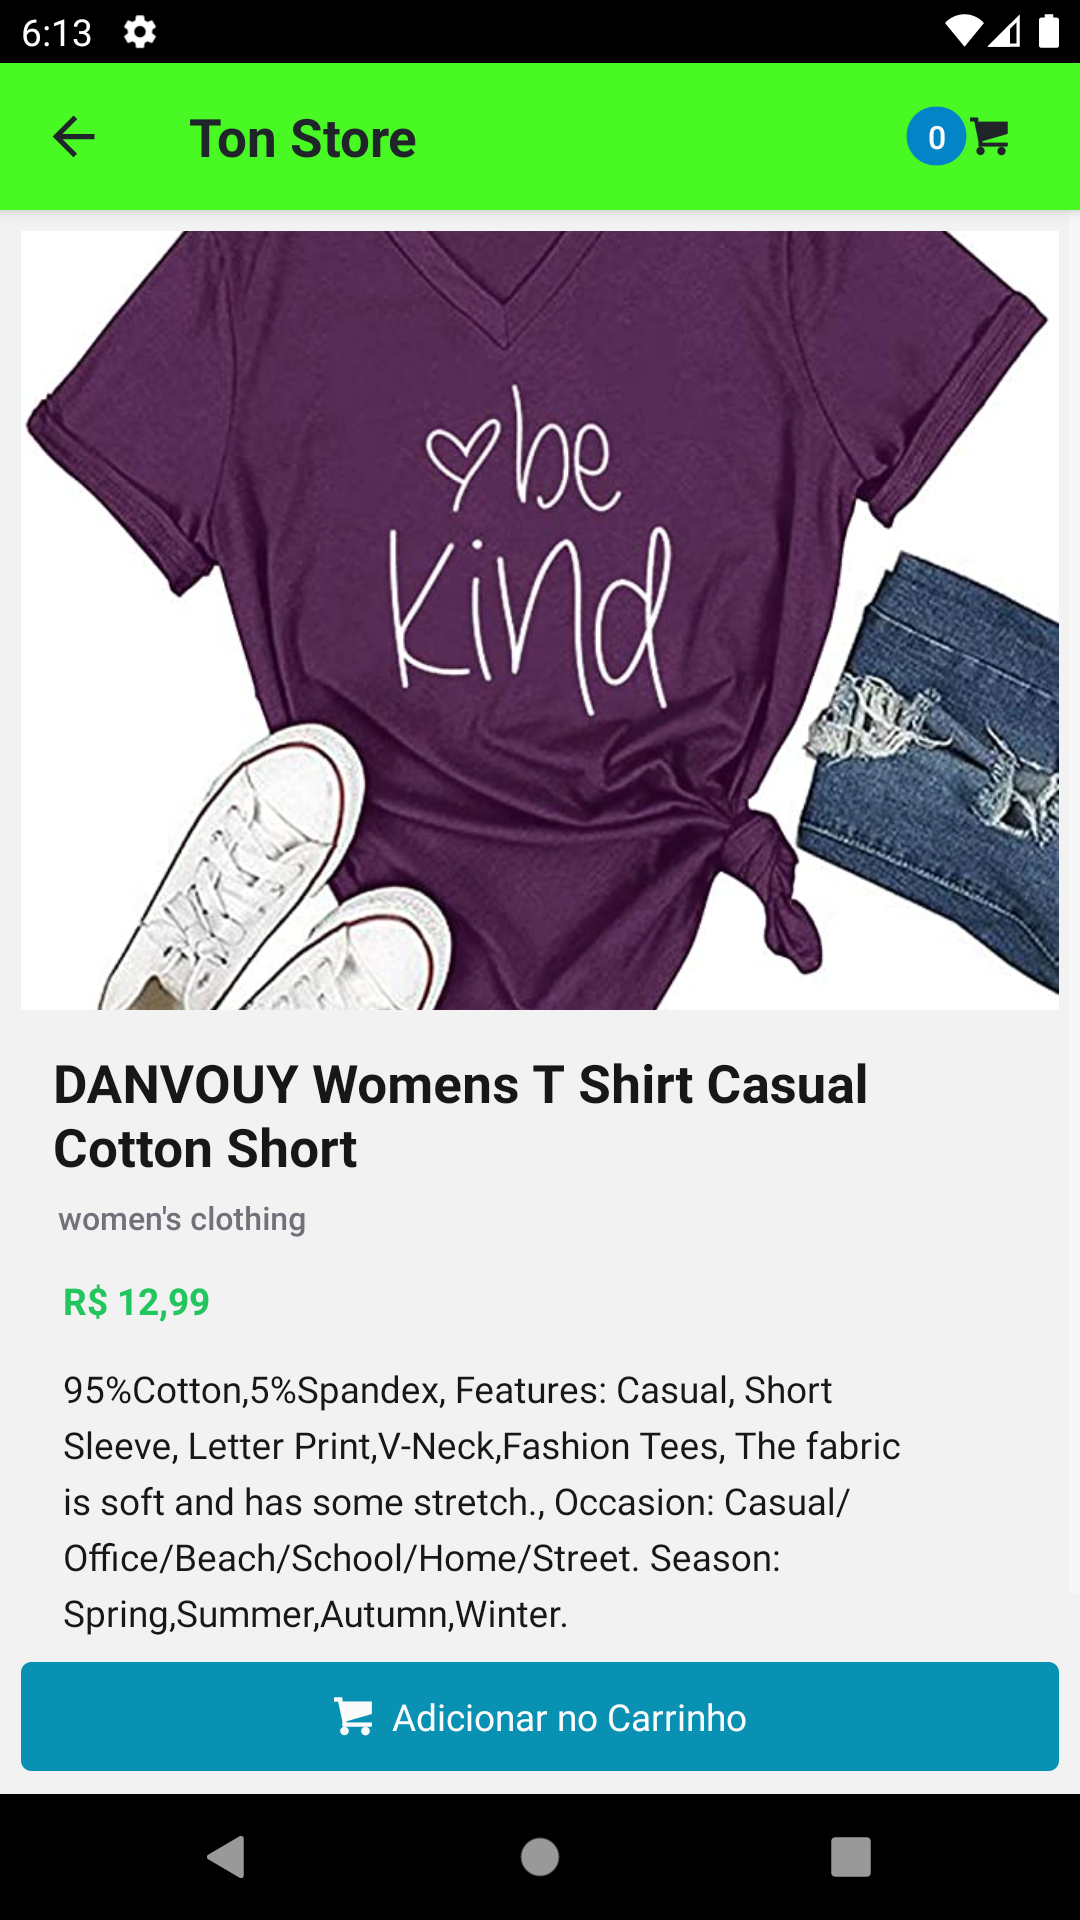 6:13
Ton Store
0
be
kind
DANVOUY Womens T Shirt Casual
Cotton Short
women's clothing
R$ 12,99
95%Cotton,5%Spandex, Features: Casual, Short
Sleeve, Letter Print,V-Neck,Fashion Tees, The fabric
is soft and has some stretch., Occasion: Casual/
Office/Beach/School/Home/Street. Season:
Spring,Summer,Autumn,Winter.
Adicionar no Carrinho